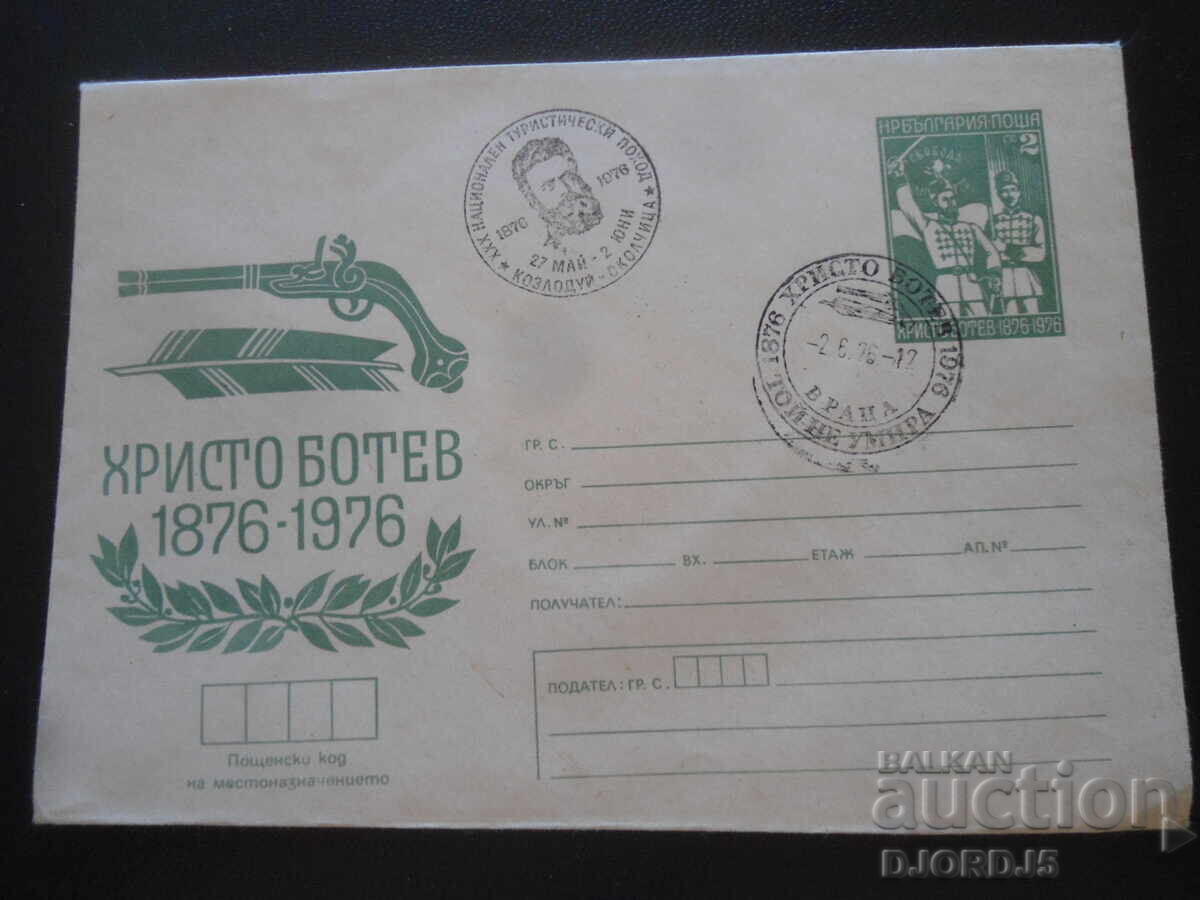 XXX НАЦИОНАЛЕН ТУРИСТИЧЕСКИ ПОХОД
1876
1976
27 МАЙ - 2 ЮНИ
★ КОЗЛОДУЙ - ОКОЛЧИЦА ★
НРБЪЛГАРИЯ·ПОЩА
СТ. 2
СВОБОДА
ХРИСТО БОТЕВ·1876-1976
1876 ХРИСТО БОТЕВ 1976
-2.6.76-12
ВРАЦА
ТОЙ НЕ УМИРА
ХРИСТО БОТЕВ
1876-1976
ГР. С.
ОКРЪГ
УЛ. №
БЛОК
ВХ.
ЕТАЖ
АП. №
ПОЛУЧАТЕЛ:
ПОДАТЕЛ: ГР. С.
Пощенски код
на местоназначението
BALKAN
auction
DJORDJ5